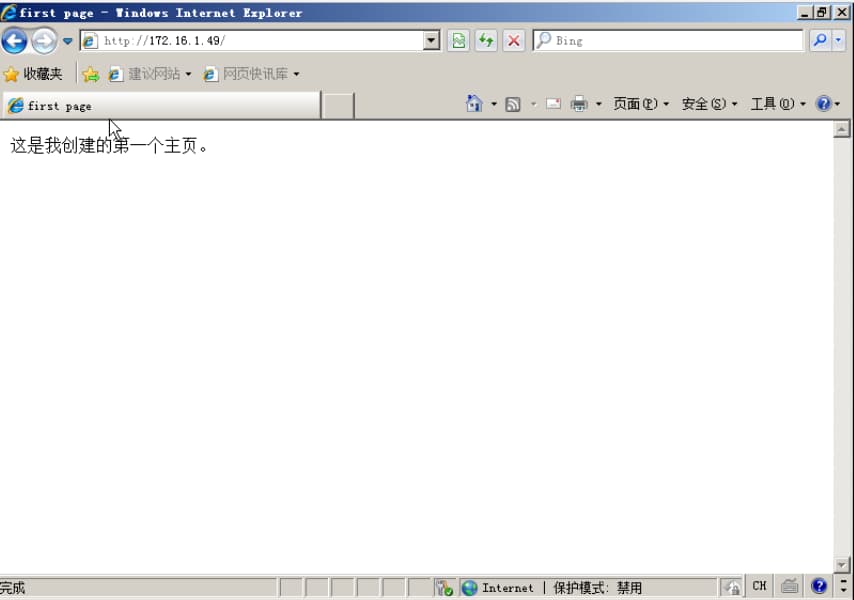 first page - Windows Internet Explorer
http://172.16.1.49/
Bing
收藏夹 建议网站 网页快讯库
first page
页面(P) 安全(S) 工具(O)
这是我创建的第一个主页。
完成
Internet | 保护模式: 禁用
CH